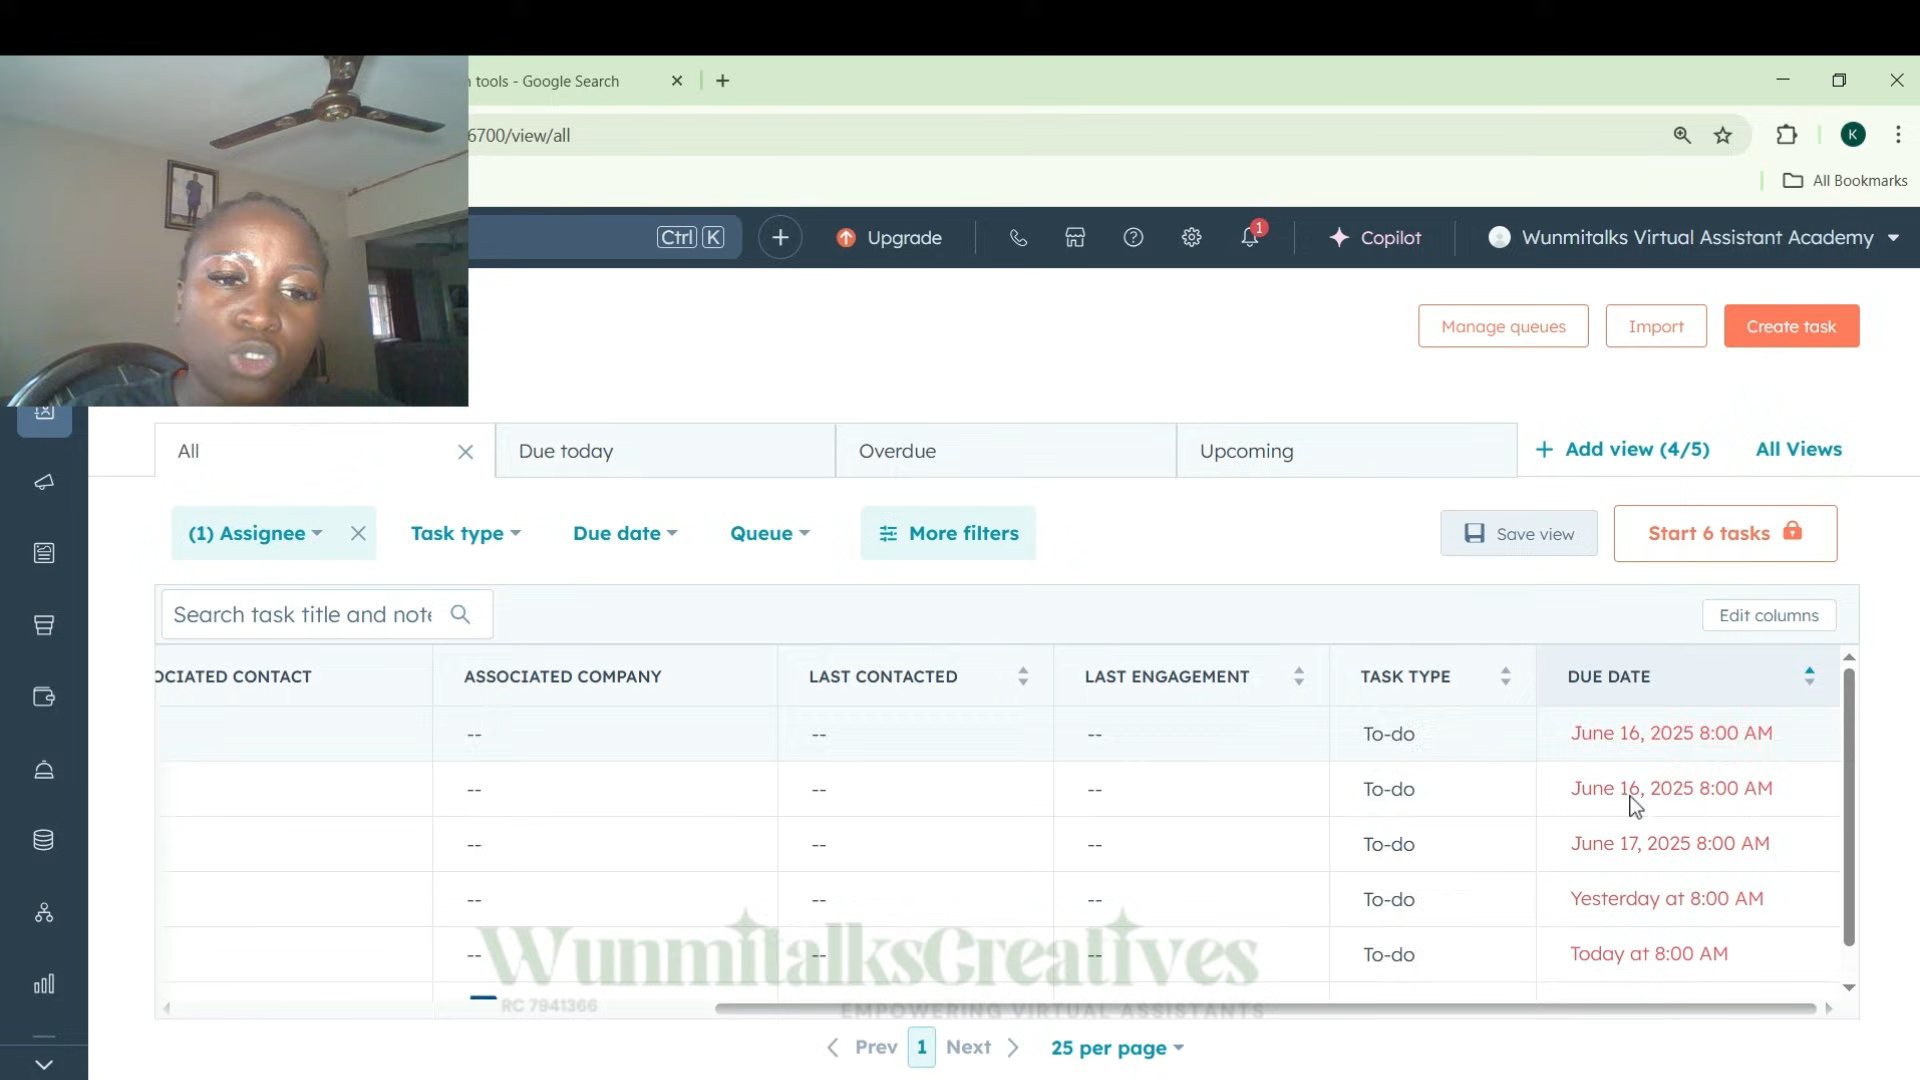 tools - Google Search
6700/view/all
K
All Bookmarks
Ctrl K
Upgrade
1
Copilot
Wunmitalks Virtual Assistant Academy
Manage queues
Import
Create task
All
Due today
Overdue
Upcoming
+ Add view (4/5)
All Views
(1) Assignee
Task type
Due date
Queue
More filters
Save view
Start 6 tasks
Search task title and note
Edit columns
OCIATED CONTACT
ASSOCIATED COMPANY
LAST CONTACTED
LAST ENGAGEMENT
TASK TYPE
DUE DATE
-- -- -- To-do June 16, 2025 8:00 AM
-- -- -- To-do June 16, 2025 8:00 AM
-- -- -- To-do June 17, 2025 8:00 AM
-- -- -- To-do Yesterday at 8:00 AM
-- -- -- To-do Today at 8:00 AM
WunmitalksCreatives
RC 7941366
EMPOWERING VIRTUAL ASSISTANTS
Prev 1 Next
25 per page